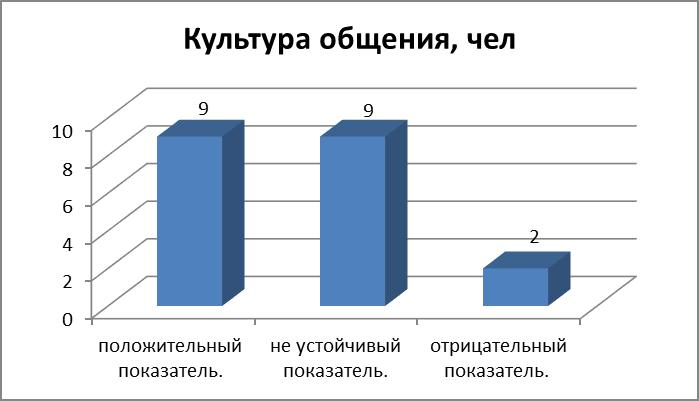 Культура общения, чел
10
8
6
4
2
0
9
9
2
положительный
показатель.
не устойчивый
показатель.
отрицательный
показатель.